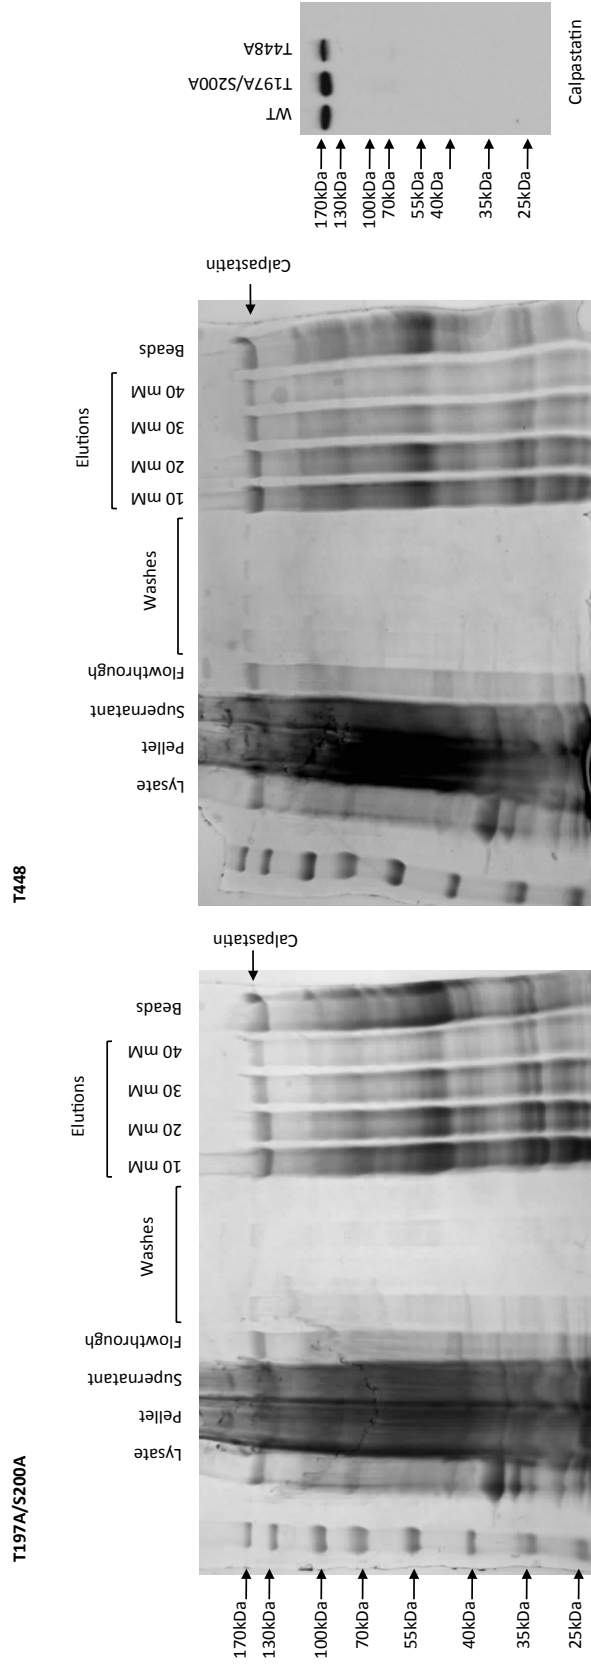 T197A/S200A
Lysate
Pellet
Supernatant
Flowthrough
Washes
Elutions
10 mM
20 mM
30 mM
40 mM
Beads
170kDa
130kDa
100kDa
70kDa
55kDa
40kDa
35kDa
25kDa
Calpastatin
T448
Lysate
Pellet
Supernatant
Flowthrough
Washes
Elutions
10 mM
20 mM
30 mM
40 mM
Beads
Calpastatin
WT
T197A/S200A
T448A
170kDa
130kDa
100kDa
70kDa
55kDa
40kDa
35kDa
25kDa
Calpastatin